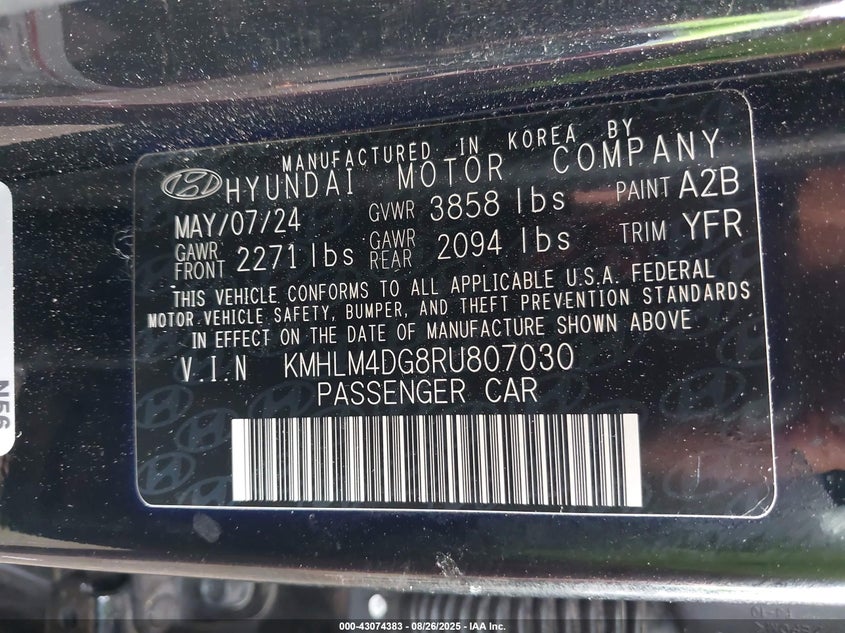 MANUFACTURED IN KOREA BY
HYUNDAI MOTOR COMPANY
MAY/07/24 GVWR 3858 lbs PAINT A2B
GAWR FRONT 2271 lbs GAWR REAR 2094 lbs TRIM YFR
THIS VEHICLE CONFORMS TO ALL APPLICABLE U.S.A. FEDERAL
MOTOR VEHICLE SAFETY, BUMPER, AND THEFT PREVENTION STANDARDS
IN EFFECT ON THE DATE OF MANUFACTURE SHOWN ABOVE
V.I.N KMHLM4DG8RU807030
PASSENGER CAR
N56
000-43074383 - 08/26/2025 - IAA Inc.